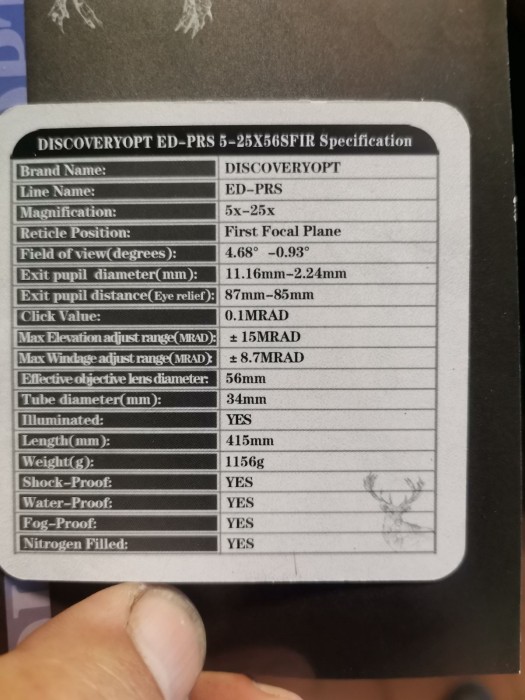 DISCOVERYOPT ED-PRS 5-25X56SFIR Specification
Brand Name: DISCOVERYOPT
Line Name: ED-PRS
Magnification: 5x-25x
Reticle Position: First Focal Plane
Field of view(degrees): 4.68° -0.93°
Exit pupil diameter(mm): 11.16mm-2.24mm
Exit pupil distance(Eye relief): 87mm-85mm
Click Value: 0.1MRAD
Max Elevation adjust range(MRAD): ±15MRAD
Max Windage adjust range(MRAD): ±8.7MRAD
Effective objective lens diameter: 56mm
Tube diameter(mm): 34mm
Illuminated: YES
Length(mm): 415mm
Weight(g): 1156g
Shock-Proof: YES
Water-Proof: YES
Fog-Proof: YES
Nitrogen Filled: YES